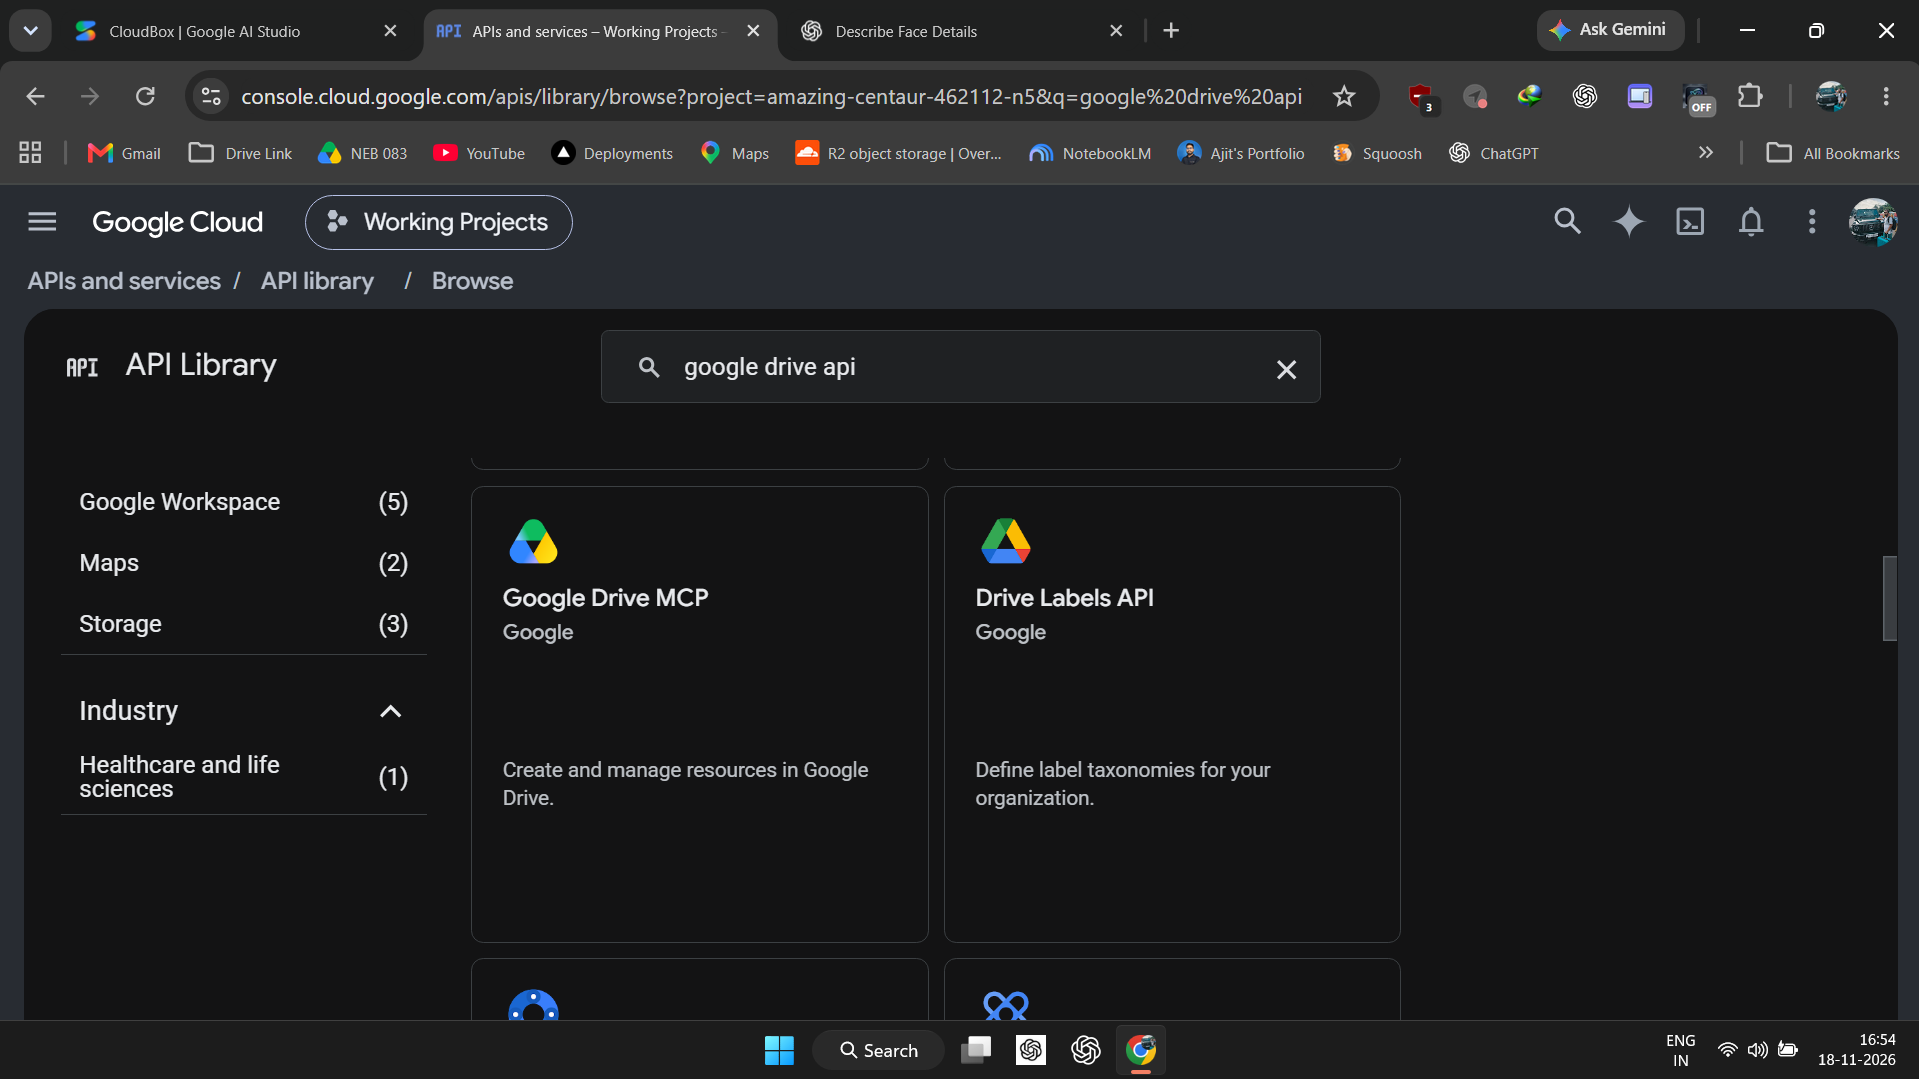 CloudBox | Google AI Studio
API APIs and services – Working Projects -
Describe Face Details
Ask Gemini
console.cloud.google.com/apis/library/browse?project=amazing-centaur-462112-n5&q=google%20drive%20api
3
OFF
Gmail
Drive Link
NEB 083
YouTube
Deployments
Maps
R2 object storage | Over...
NotebookLM
Ajit's Portfolio
Squoosh
ChatGPT
All Bookmarks
Google Cloud
Working Projects
APIs and services / API library / Browse
API API Library
google drive api
Google Workspace (5)
Maps (2)
Storage (3)
Industry
Healthcare and life
sciences
(1)
Google Drive MCP
Google
Create and manage resources in Google
Drive.
Drive Labels API
Google
Define label taxonomies for your
organization.
Search
ENG
IN
16:54
18-11-2026